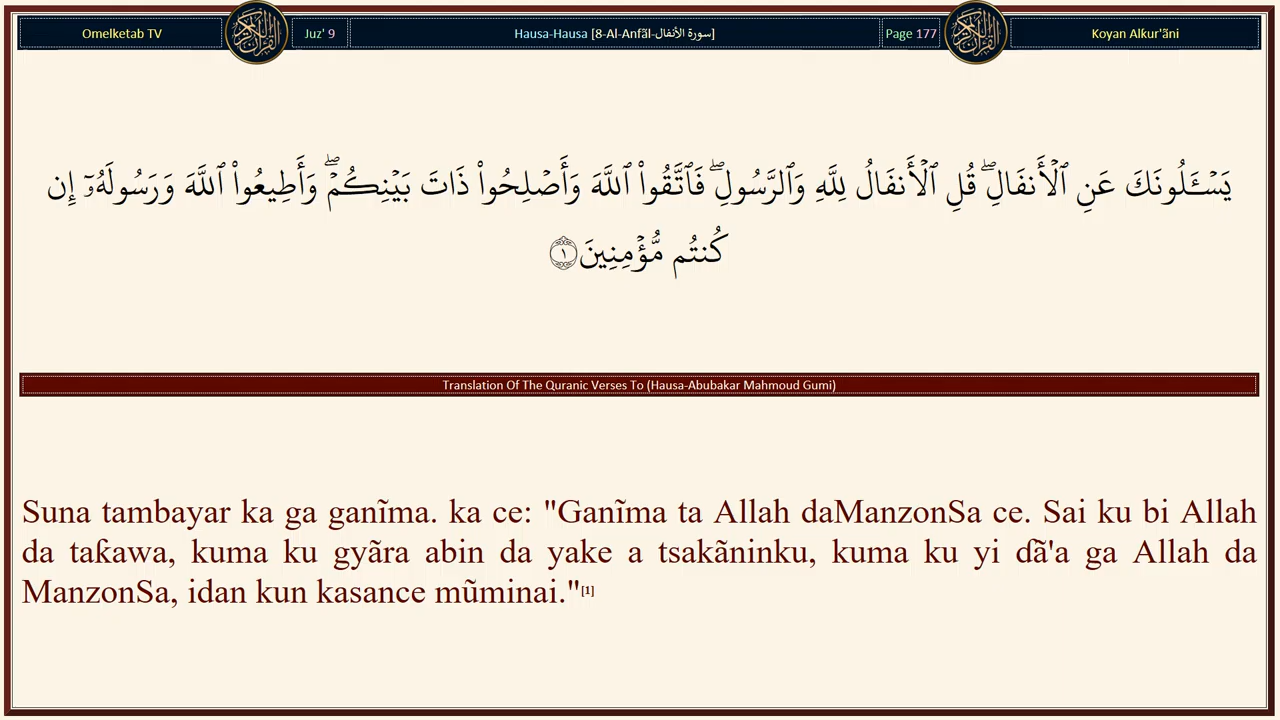 Omelketab TV
Juz' 9
Hausa-Hausa [8-Al-Anfãl-سورة الأنفال]
Page 177
Koyan Alƙur'ãni
يَسۡـَٔلُونَكَ عَنِ ٱلۡأَنفَالِۖ قُلِ ٱلۡأَنفَالُ لِلَّهِ وَٱلرَّسُولِۖ فَٱتَّقُواْ ٱللَّهَ وَأَصۡلِحُواْ ذَاتَ بَيۡنِكُمۡۖ وَأَطِيعُواْ ٱللَّهَ وَرَسُولَهُۥٓ إِن
كُنتُم مُّؤۡمِنِينَ ١
Translation Of The Quranic Verses To (Hausa-Abubakar Mahmoud Gumi)
Suna tambayar ka ga ganĩma. ka ce: "Ganĩma ta Allah daManzonSa ce. Sai ku bi Allah
da taƙawa, kuma ku gyãra abin da yake a tsakãninku, kuma ku yi ɗã'a ga Allah da
ManzonSa, idan kun kasance mũminai."[1]